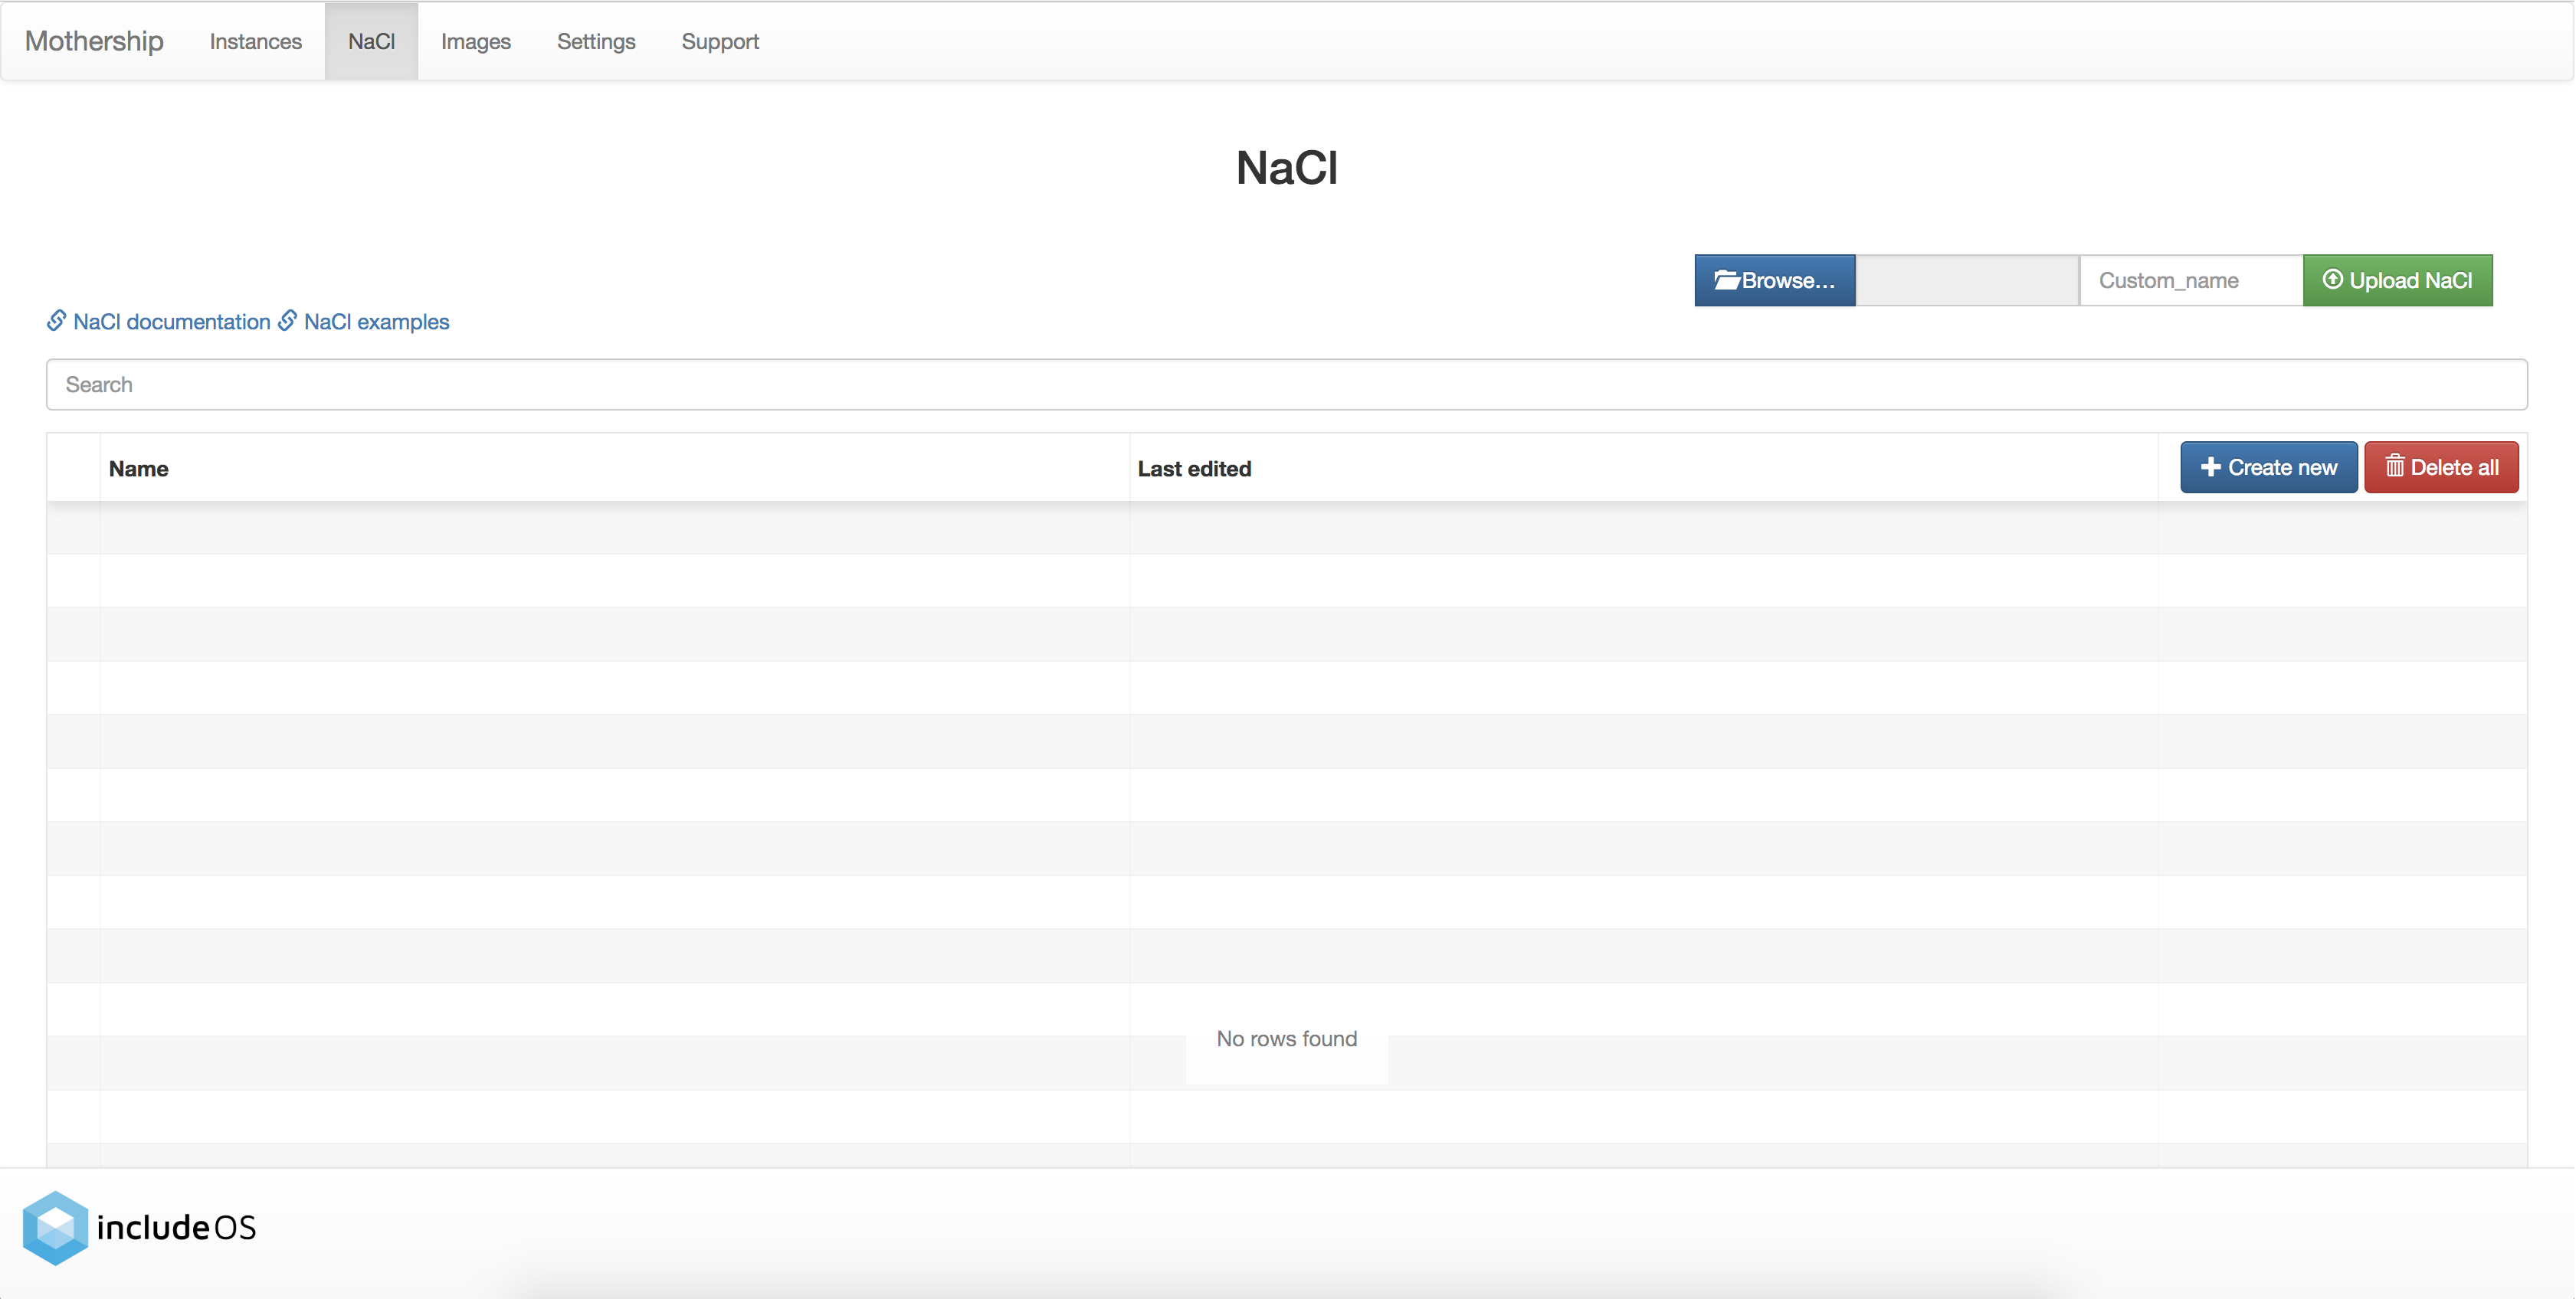 Mothership Instances NaCl Images Settings Support
NaCl
Browse... Custom_name Upload NaCl
NaCl documentation NaCl examples
Search
Name Last edited Create new Delete all
No rows found
includeOS